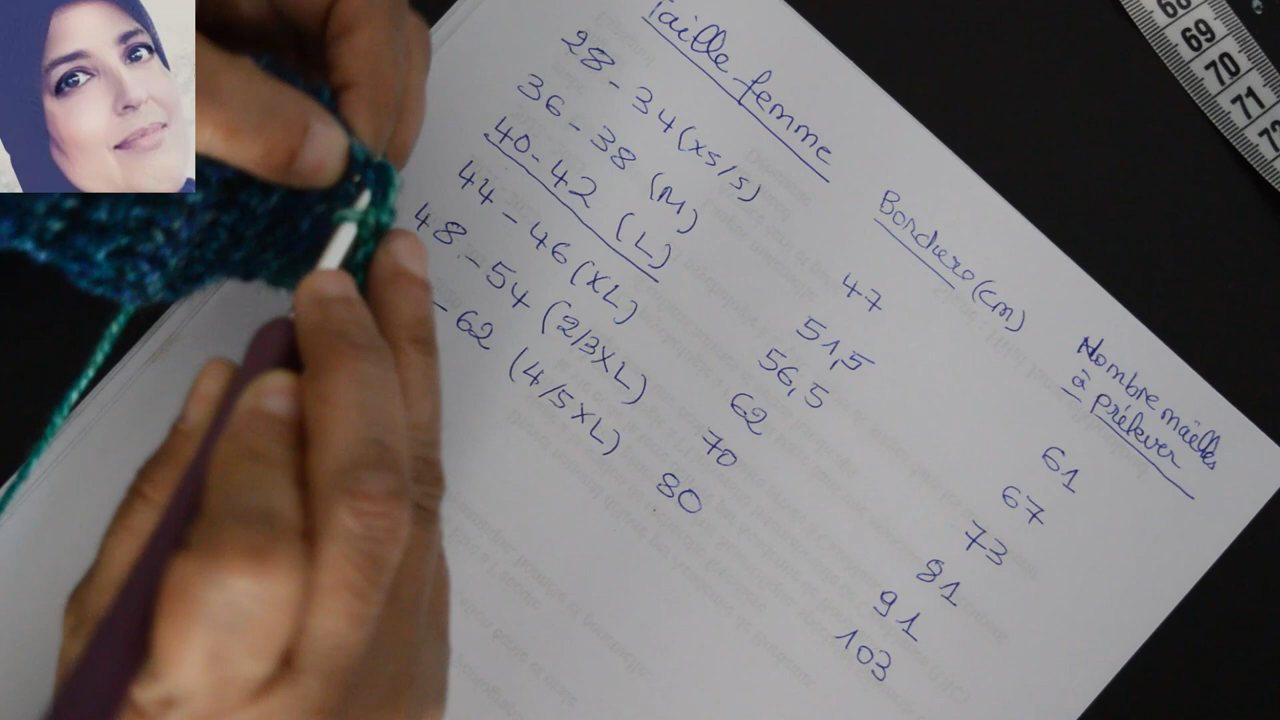 Taille femme
Bordure (cm)
Nombre mailles
à prélever
28 - 34 (XS/S) 47 61
36 - 38 (M) 51,5 67
40 - 42 (L) 56,5 73
44 - 46 (XL) 62 81
48 - 54 (2/3XL) 70 91
- 62 (4/5XL) 80 103
68
69
70
71
72